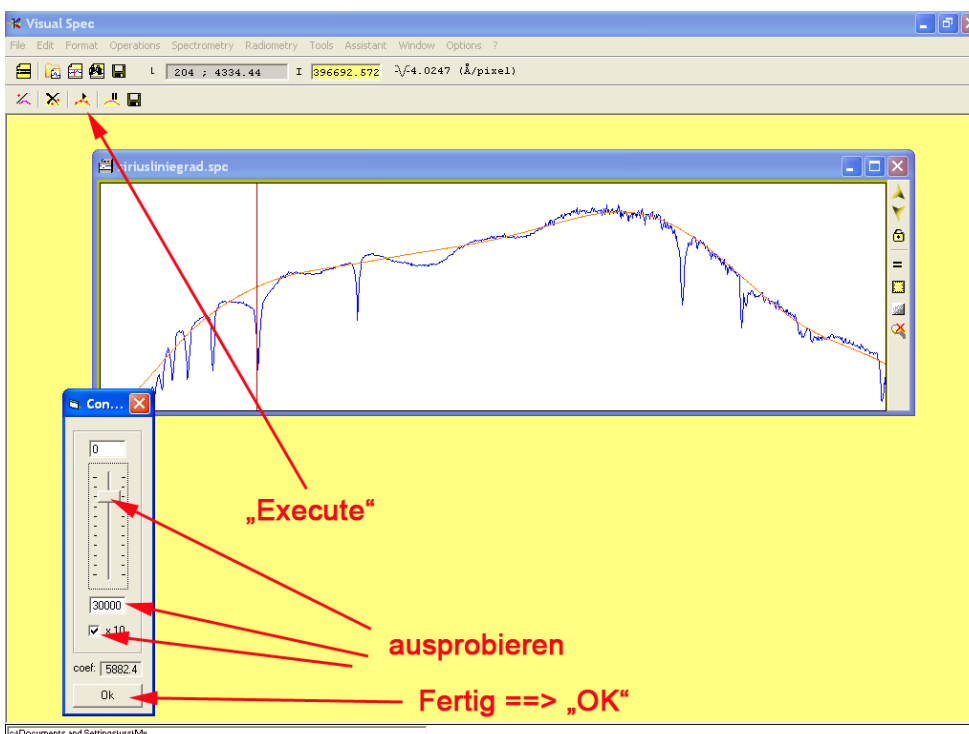 Visual Spec
File Edit Format Operations Spectrometry Radiometry Tools Assistant Window Options ?
L 204 ; 4334.44 I 396692.572 4.0247 (Å/pixel)
siriusliniegrad.spc
Con...
0
„Execute“
30000
ausprobieren
x 10
coef: 5882.4
Ok
Fertig ==> „OK“